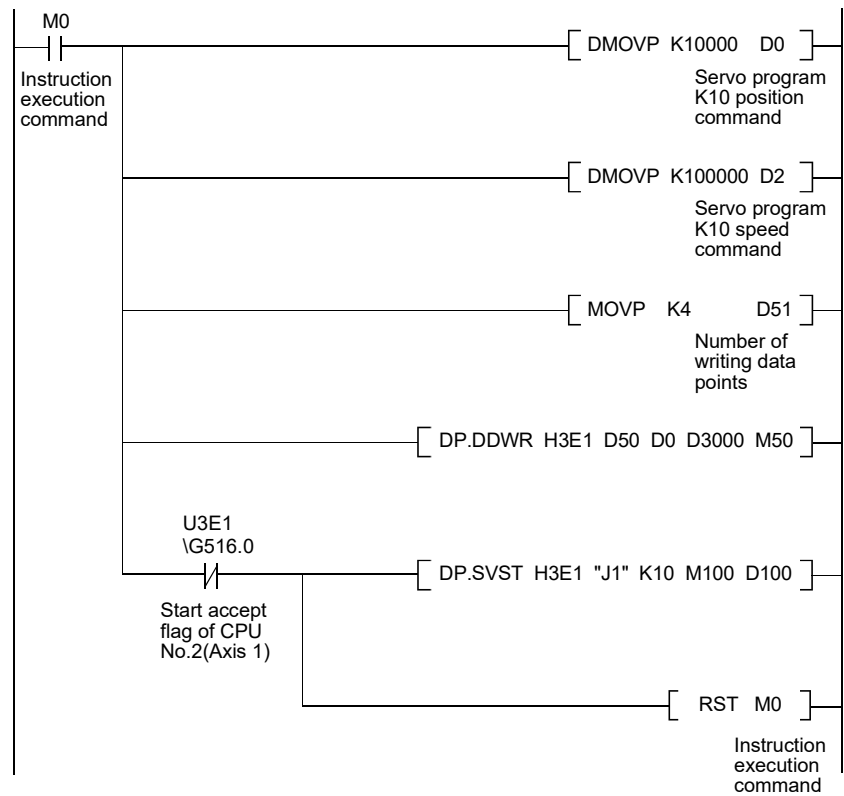 M0
Instruction
execution
command
DMOVP K10000 D0
Servo program
K10 position
command
DMOVP K100000 D2
Servo program
K10 speed
command
MOVP K4 D51
Number of
writing data
points
DP.DDWR H3E1 D50 D0 D3000 M50
U3E1
\G516.0
Start accept
flag of CPU
No.2(Axis 1)
DP.SVST H3E1 "J1" K10 M100 D100
RST M0
Instruction
execution
command